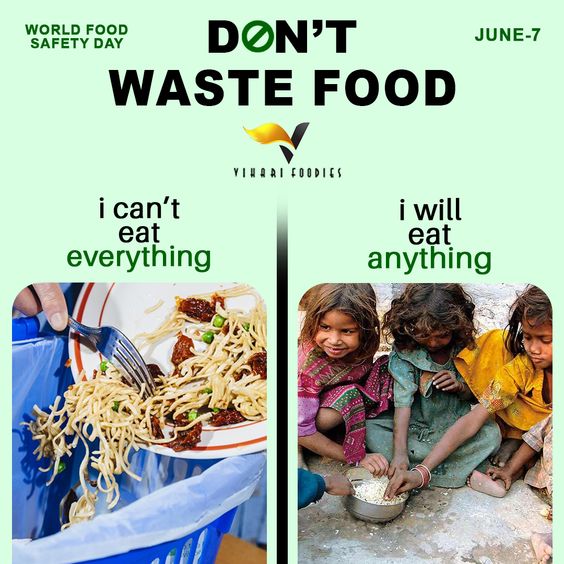 WORLD FOOD
SAFETY DAY
DON'T
WASTE FOOD
JUNE-7
VIHARI FOODIES
i can't
eat
everything
i will
eat
anything